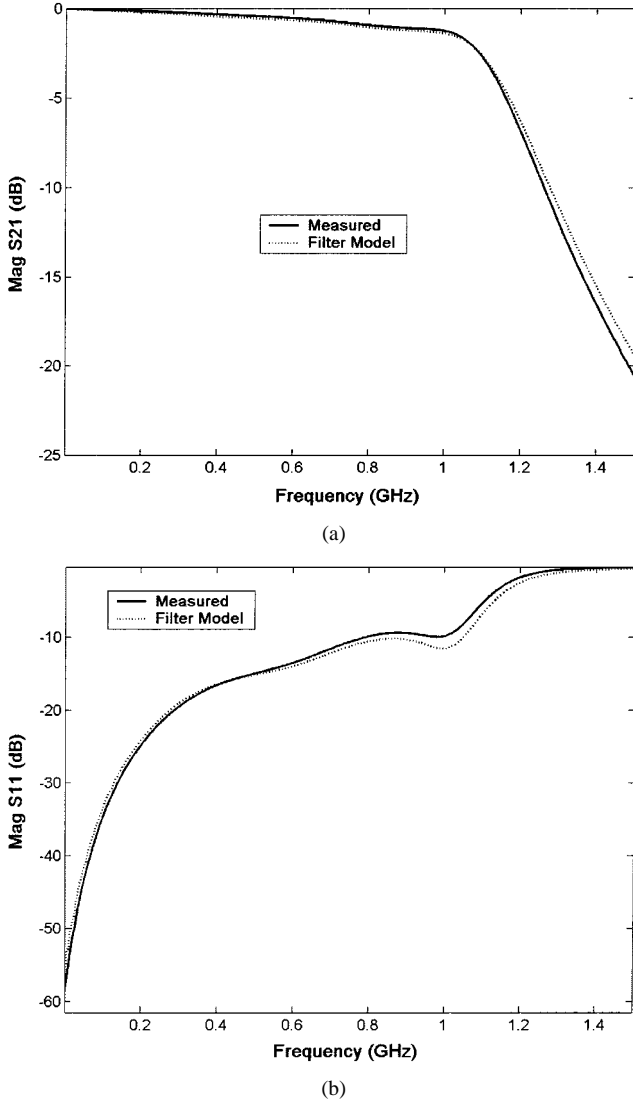 0
-5
-10
-15
-20
-25
Mag S21 (dB)
Measured
Filter Model
0.2 0.4 0.6 0.8 1 1.2 1.4
Frequency (GHz)
(a)
-10
-20
-30
-40
-50
-60
Mag S11 (dB)
Measured
Filter Model
0.2 0.4 0.6 0.8 1 1.2 1.4
Frequency (GHz)
(b)